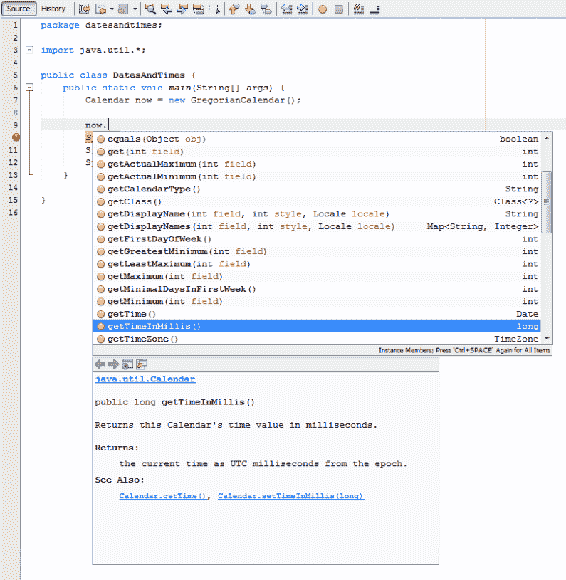 Source History
1 package datesandtimes;
2
3 import java.util.*;
4
5 public class DatesAndTimes {
6 public static void main(String[] args) {
7 Calendar now = new GregorianCalendar();
8
9 now.
S equals(Object obj) boolean
11 S get(int field) int
12 S getActualMaximum(int field) int
13 } getActualMinimum(int field) int
14 getCalendarType() String
getClass() Class<?>
15 } getDisplayName(int field, int style, Locale locale) String
16 getDisplayNames(int field, int style, Locale locale) Map<String, Integer>
getFirstDayOfWeek() int
getGreatestMinimum(int field) int
getLeastMaximum(int field) int
getMaximum(int field) int
getMinimalDaysInFirstWeek() int
getMinimum(int field) int
getTime() Date
getTimeInMillis() long
getTimeZone() TimeZone
Instance Members; Press 'Ctrl+SPACE' Again for All Items
java.util.Calendar
public long getTimeInMillis()
Returns this Calendar's time value in milliseconds.
Returns:
the current time as UTC milliseconds from the epoch.
See Also:
Calendar.getTime(), Calendar.setTimeInMillis(long)